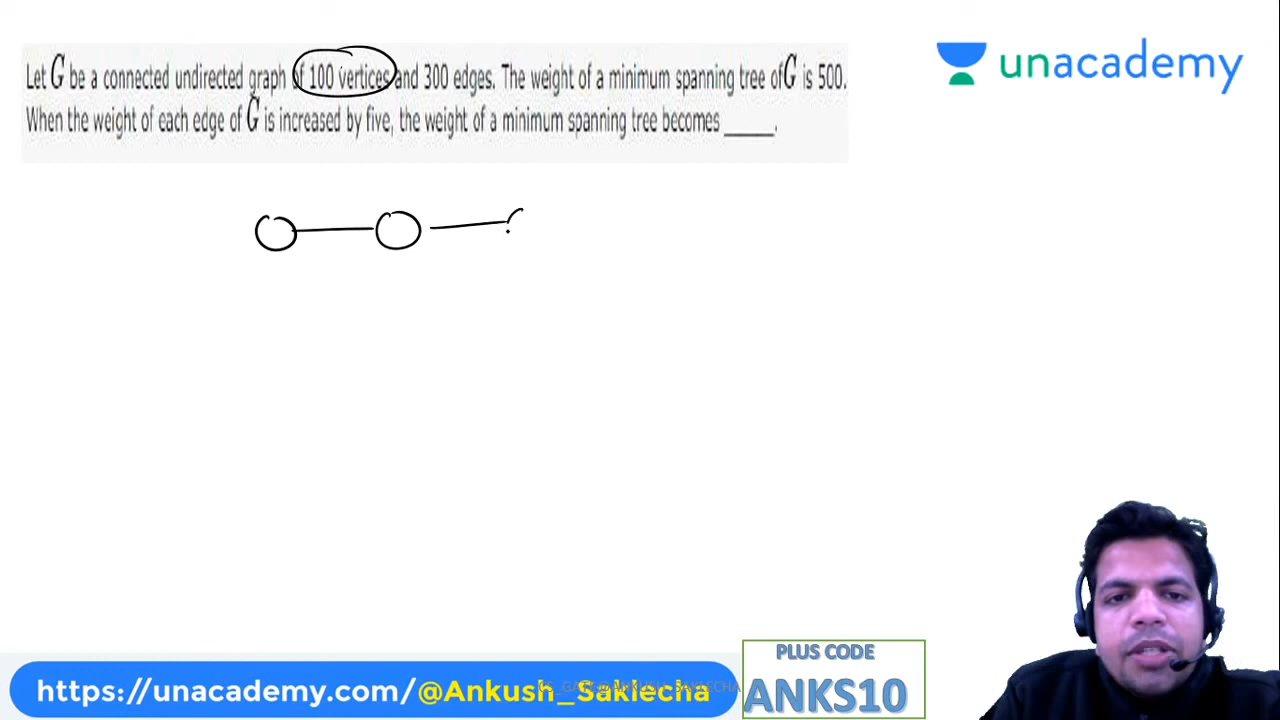 Let G be a connected undirected graph of 100 vertices and 300 edges. The weight of a minimum spanning tree of G is 500.
When the weight of each edge of G is increased by five, the weight of a minimum spanning tree becomes _____.
unacademy
PLUS CODE
ANKS10
https://unacademy.com/@Ankush_Saklecha